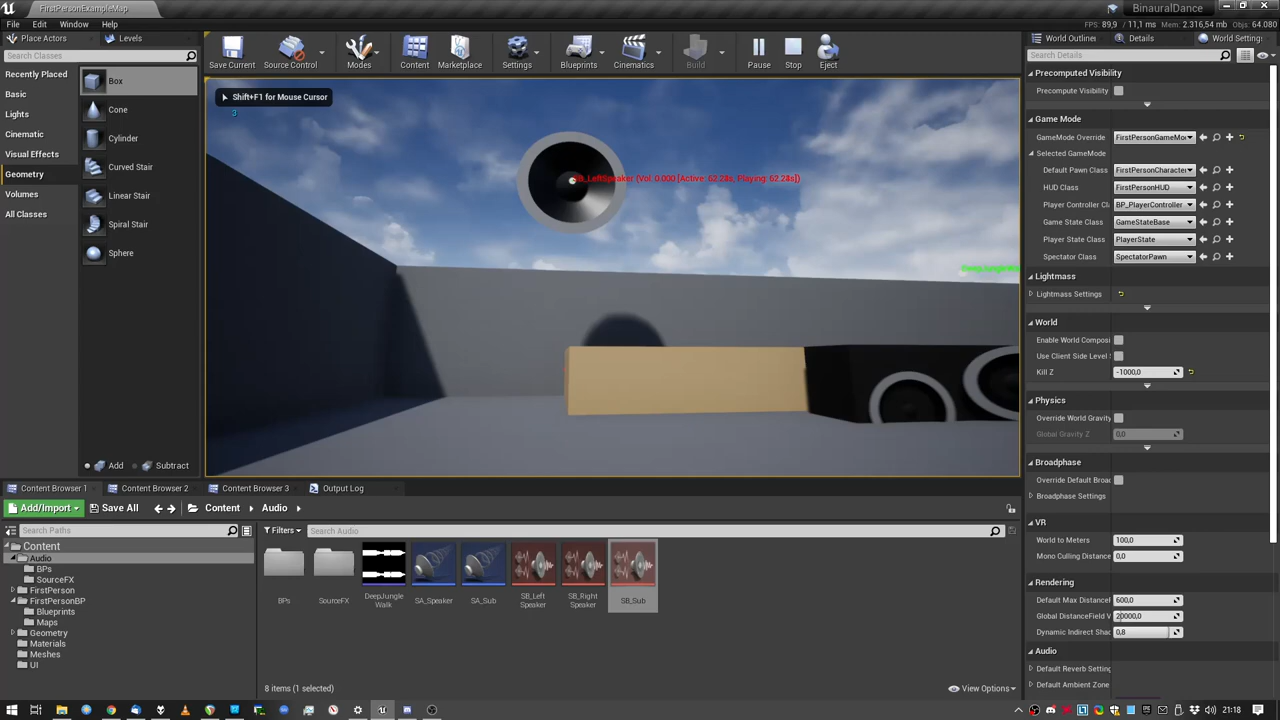 FirstPersonExampleMap
BinauralDance
File Edit Window Help
FPS: 89,9 / 11,1 ms Mem: 2.316,54 mb Objs: 64.080
Place Actors Levels
Search Classes
Recently Placed
Basic
Lights
Cinematic
Visual Effects
Geometry
Volumes
All Classes
Box
Cone
Cylinder
Curved Stair
Linear Stair
Spiral Stair
Sphere
Add Subtract
Save Current Source Control Modes Content Marketplace Settings Blueprints Cinematics Build Pause Stop Eject
Shift+F1 for Mouse Cursor
3
SB_LeftSpeaker (Vol: 0.000 [Active: 62.28s, Playing: 62.28s])
World Outliner Details World Settings
Search Details
Precomputed Visibility
Precompute Visibility
Game Mode
GameMode Override FirstPersonGameMo
Selected GameMode
Default Pawn Class FirstPersonCharacter
HUD Class FirstPersonHUD
Player Controller Cl BP_PlayerController
Game State Class GameStateBase
Player State Class PlayerState
Spectator Class SpectatorPawn
Lightmass
Lightmass Settings
World
Enable World Composi
Use Client Side Level S
Kill Z -1000,0
Physics
Override World Gravity
Global Gravity Z 0,0
Broadphase
Override Default Broad
Broadphase Settings
VR
World to Meters 100,0
Mono Culling Distance 0,0
Rendering
Default Max Distance 600,0
Global DistanceField V 20000,0
Dynamic Indirect Sha 0,8
Audio
Default Reverb Setting
Default Ambient Zone
Content Browser 1 Content Browser 2 Content Browser 3 Output Log
Add/Import Save All Content Audio
Search Paths
Filters Search Audio
Content
Audio
BPs
SourceFX
FirstPerson
FirstPersonBP
Blueprints
Maps
Geometry
Materials
Meshes
UI
BPs
SourceFX
DeepJungle
Walk
SA_Speaker
SA_Sub
SB_Left
Speaker
SB_Right
Speaker
SB_Sub
8 items (1 selected)
View Options
21:18